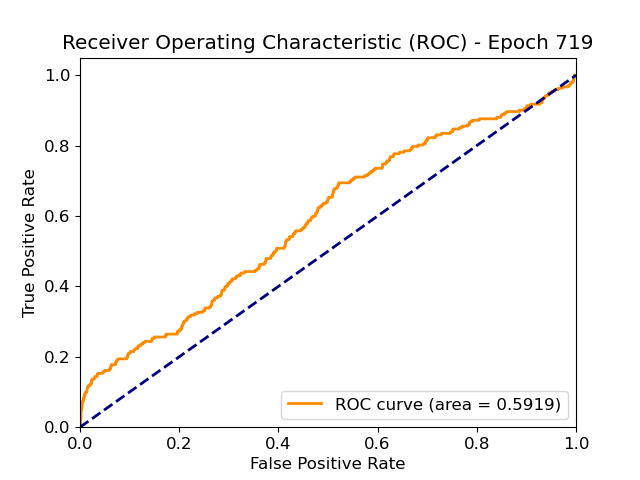 Receiver Operating Characteristic (ROC) - Epoch 719
1.0
0.8
0.6
0.4
0.2
0.0
True Positive Rate
ROC curve (area = 0.5919)
0.0 0.2 0.4 0.6 0.8 1.0
False Positive Rate